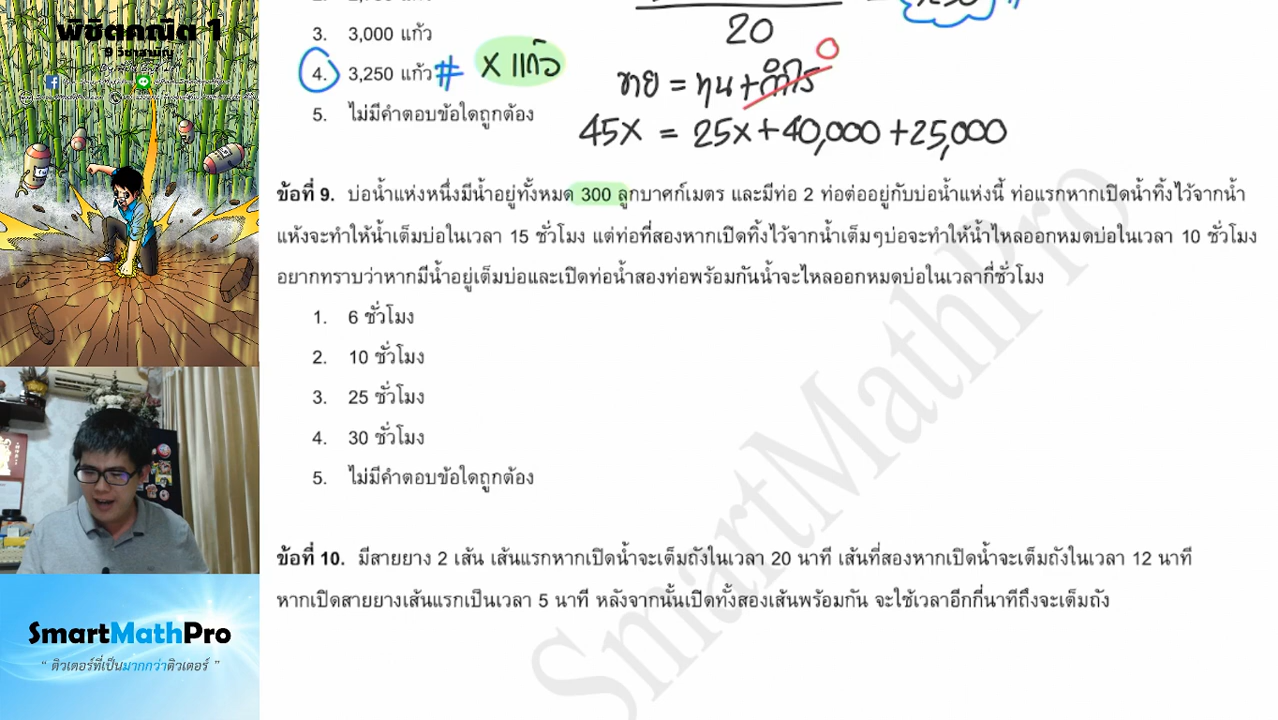 พิชิตคณิต 1
9 วิชาสามัญ
20
3. 3,000 แก้ว
4. 3,250 แก้ว # x แก้ว
ขาย = ทุน + กำไร 0
5. ไม่มีคำตอบข้อใดถูกต้อง
45x = 25x + 40,000 + 25,000
ข้อที่ 9. บ่อน้ำแห่งหนึ่งมีน้ำอยู่ทั้งหมด 300 ลูกบาศก์เมตร และมีท่อ 2 ท่อต่ออยู่กับบ่อน้ำแห่งนี้ ท่อแรกหากเปิดน้ำทิ้งไว้จากน้ำ
แห้งจะทำให้น้ำเต็มบ่อในเวลา 15 ชั่วโมง แต่ท่อที่สองหากเปิดทิ้งไว้จากน้ำเต็มๆบ่อจะทำให้น้ำไหลออกหมดบ่อในเวลา 10 ชั่วโมง
อยากทราบว่าหากมีน้ำอยู่เต็มบ่อและเปิดท่อน้ำสองท่อพร้อมกันน้ำจะไหลออกหมดบ่อในเวลากี่ชั่วโมง
1. 6 ชั่วโมง
2. 10 ชั่วโมง
3. 25 ชั่วโมง
4. 30 ชั่วโมง
5. ไม่มีคำตอบข้อใดถูกต้อง
ข้อที่ 10. มีสายยาง 2 เส้น เส้นแรกหากเปิดน้ำจะเต็มถังในเวลา 20 นาที เส้นที่สองหากเปิดน้ำจะเต็มถังในเวลา 12 นาที
หากเปิดสายยางเส้นแรกเป็นเวลา 5 นาที หลังจากนั้นเปิดทั้งสองเส้นพร้อมกัน จะใช้เวลาอีกกี่นาทีถึงจะเต็มถัง
SmartMathPro
SmartMathPro
“ ติวเตอร์ที่เป็นมากกว่าติวเตอร์ ”